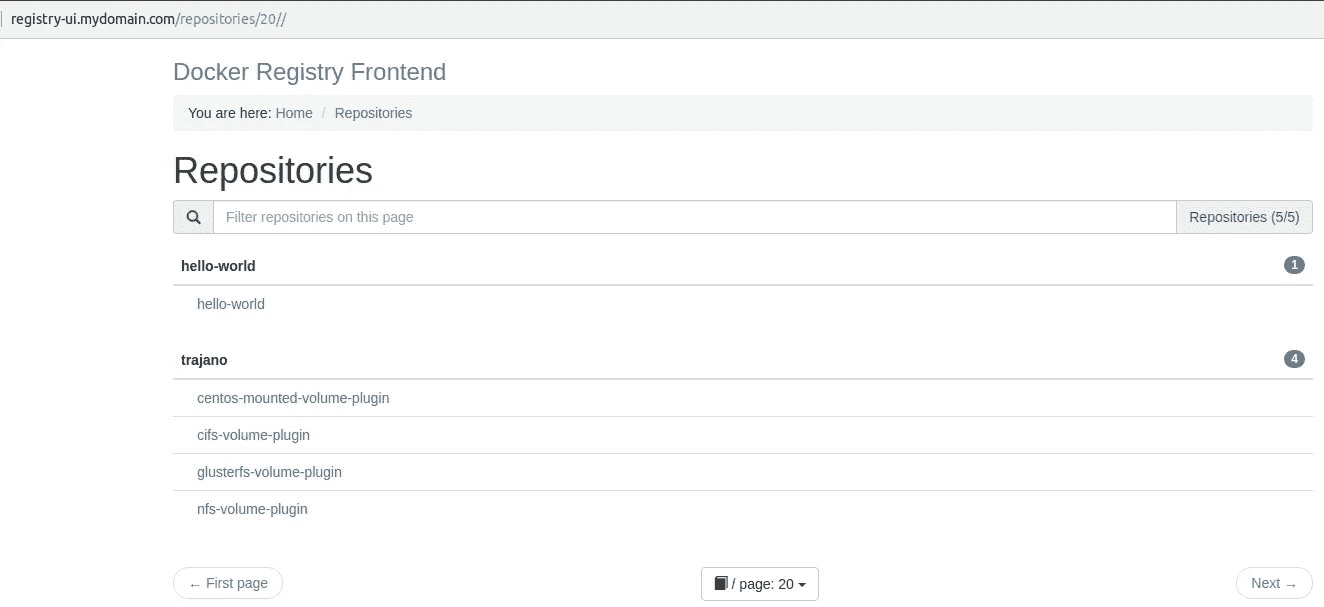 registry-ui.mydomain.com/repositories/20//
Docker Registry Frontend
You are here: Home / Repositories
Repositories
Filter repositories on this page Repositories (5/5)
hello-world 1
hello-world
trajano 4
centos-mounted-volume-plugin
cifs-volume-plugin
glusterfs-volume-plugin
nfs-volume-plugin
← First page / page: 20 Next →